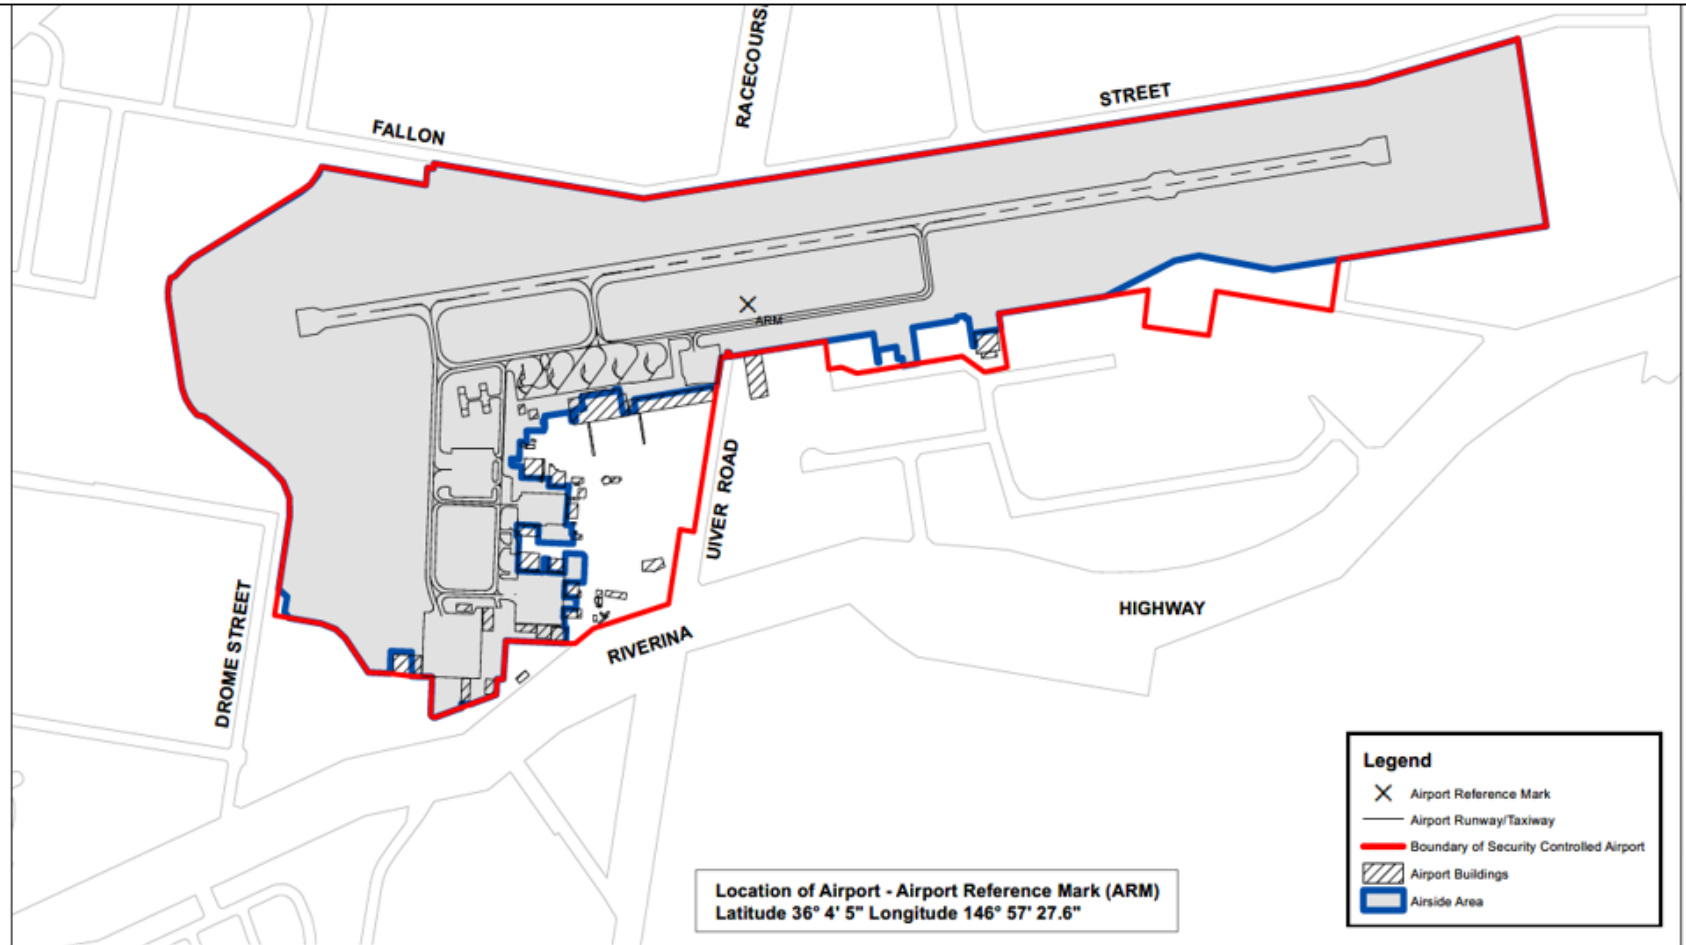 RACECOURS
STREET
FALLON
ARM
UIVER ROAD
HIGHWAY
RIVERINA
DROME STREET
Legend
Airport Reference Mark
Airport Runway/Taxiway
Boundary of Security Controlled Airport
Airport Buildings
Airside Area
Location of Airport - Airport Reference Mark (ARM)
Latitude 36° 4' 5" Longitude 146° 57' 27.6"